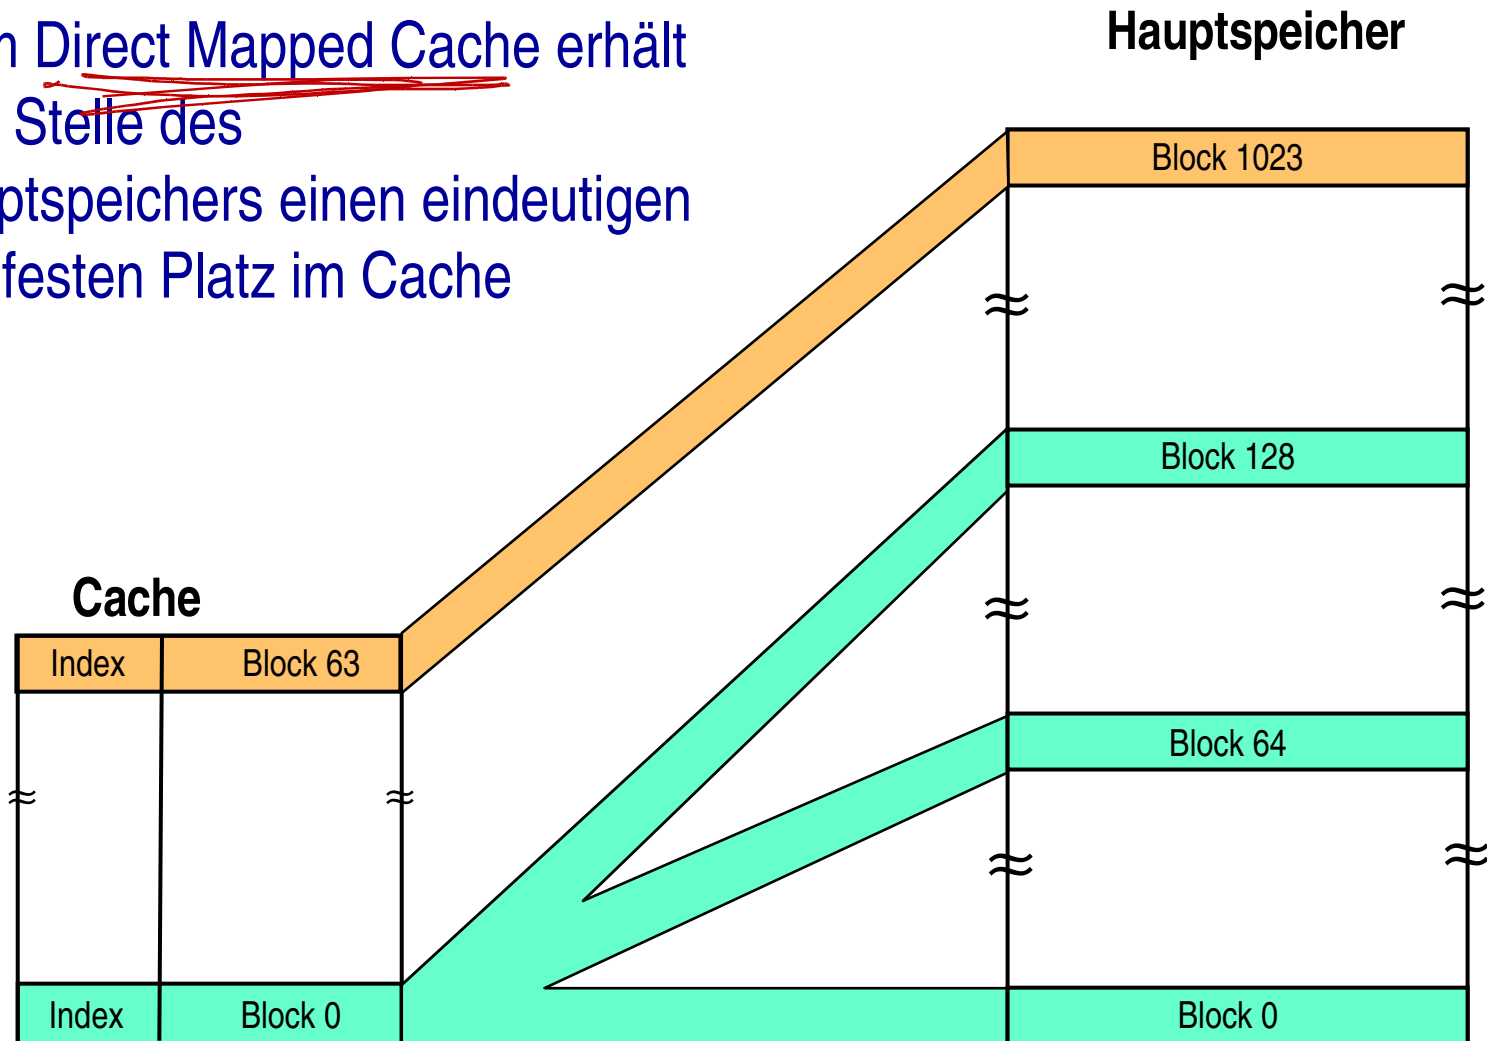 Direct Mapped Cache erhält
Stelle des
ptspeichers einen eindeutigen
festen Platz im Cache
Hauptspeicher
Block 1023
Block 128
Cache
Index Block 63
Block 64
Index Block 0
Block 0